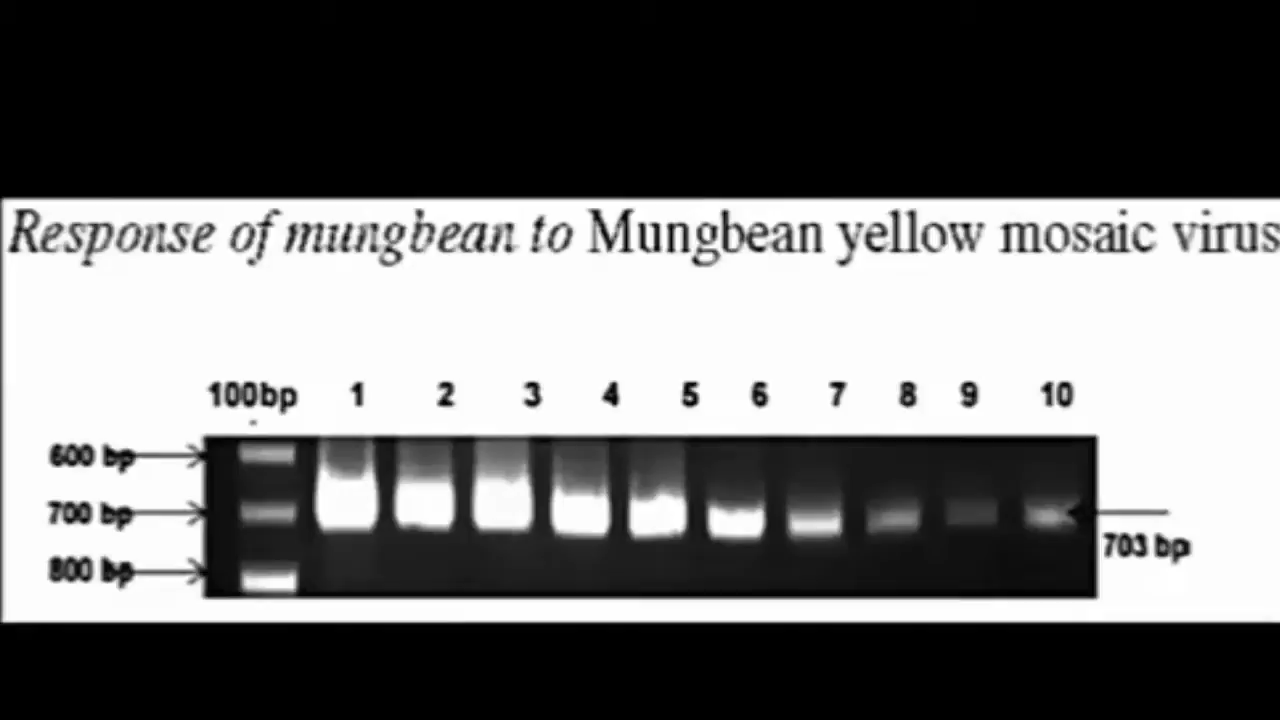 Response of mungbean to Mungbean yellow mosaic virus
100bp 1 2 3 4 5 6 7 8 9 10
600 bp
700 bp
703 bp
800 bp